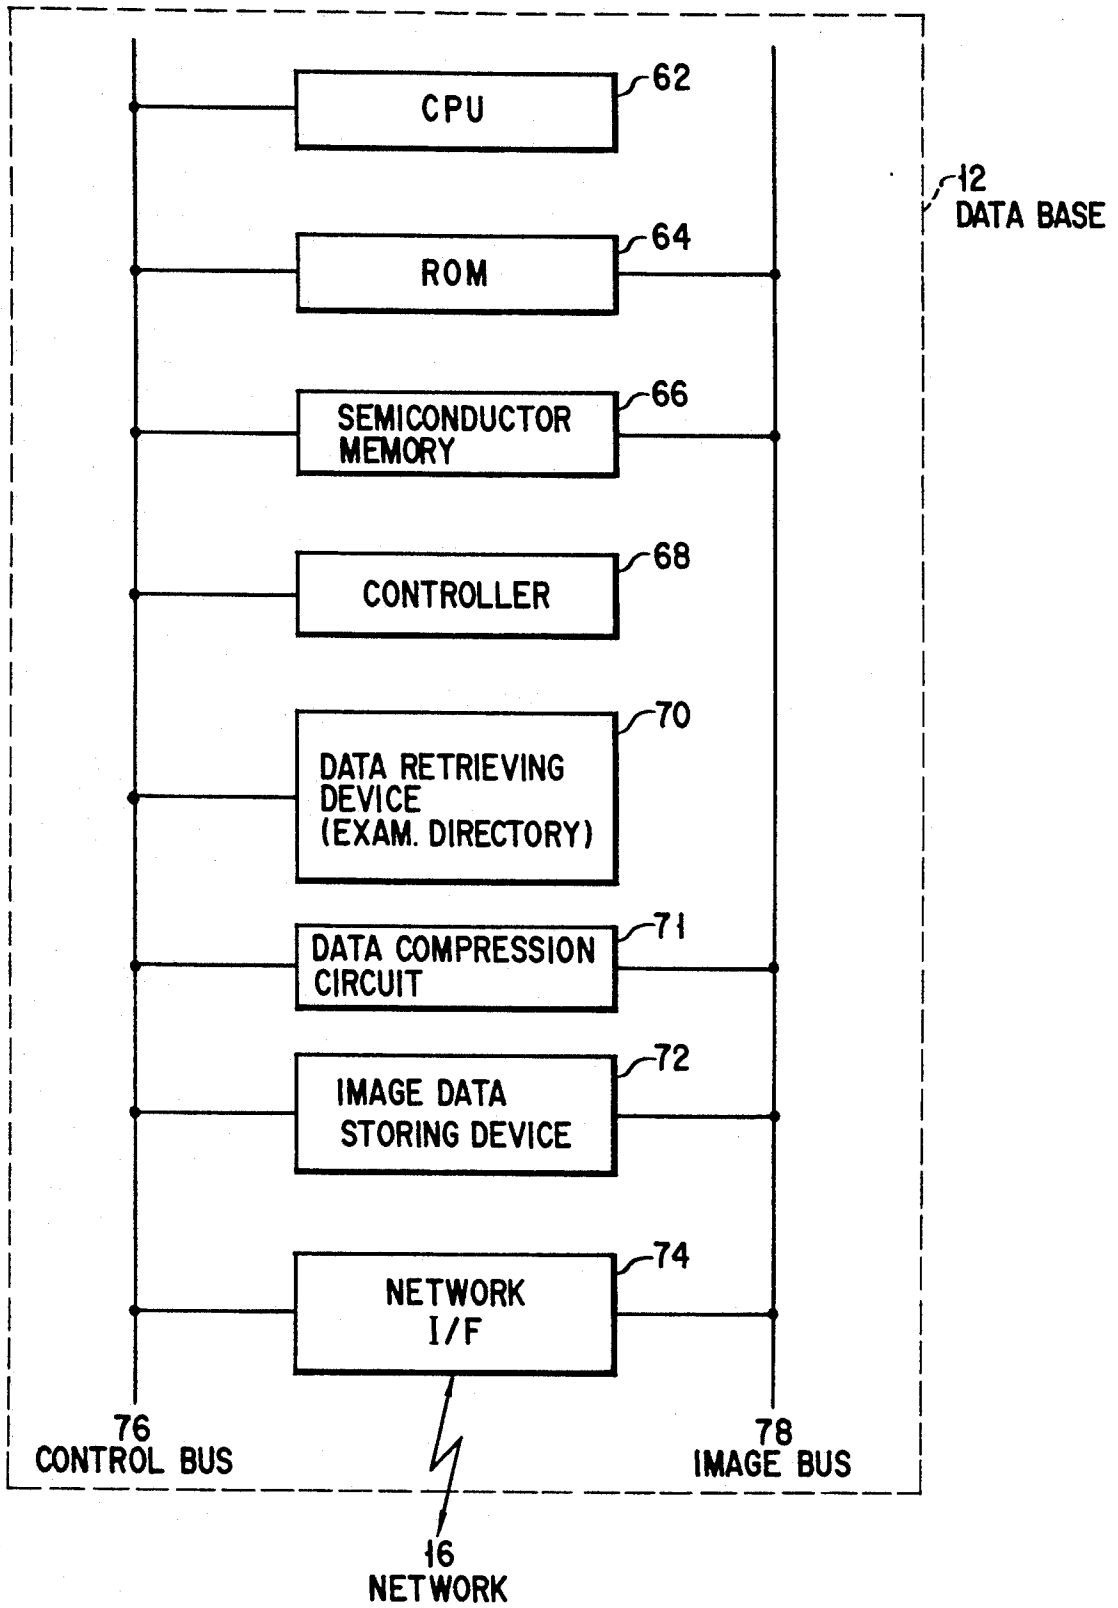 62
CPU
12
DATA BASE
64
ROM
66
SEMICONDUCTOR
MEMORY
68
CONTROLLER
70
DATA RETRIEVING
DEVICE
(EXAM. DIRECTORY)
71
DATA COMPRESSION
CIRCUIT
72
IMAGE DATA
STORING DEVICE
74
NETWORK
I/F
76
CONTROL BUS
78
IMAGE BUS
16
NETWORK